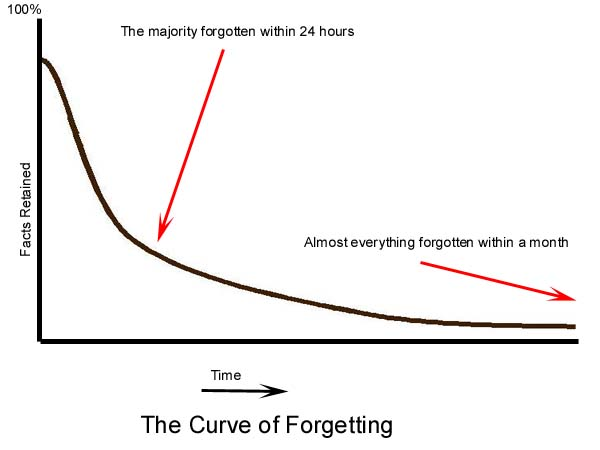 100%
The majority forgotten within 24 hours
Facts Retained
Almost everything forgotten within a month
Time
The Curve of Forgetting